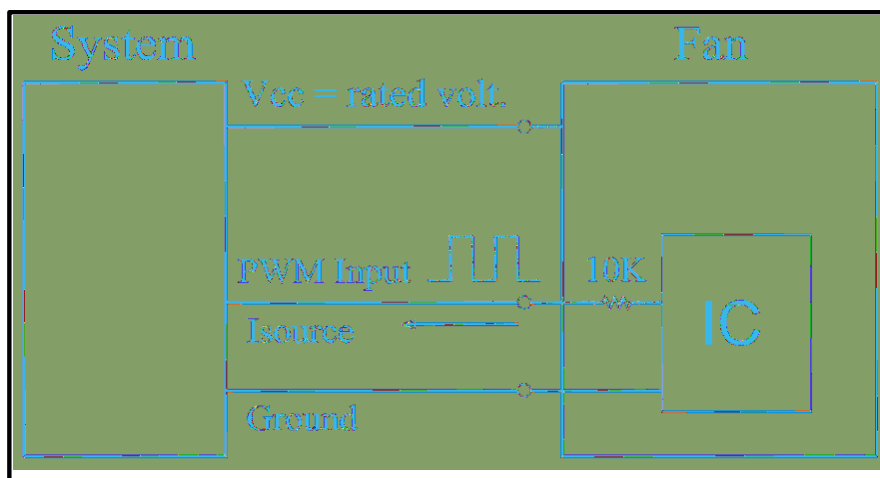 System
Fan
Vcc = rated volt.
PWM Input
10K
IC
Isource
Ground